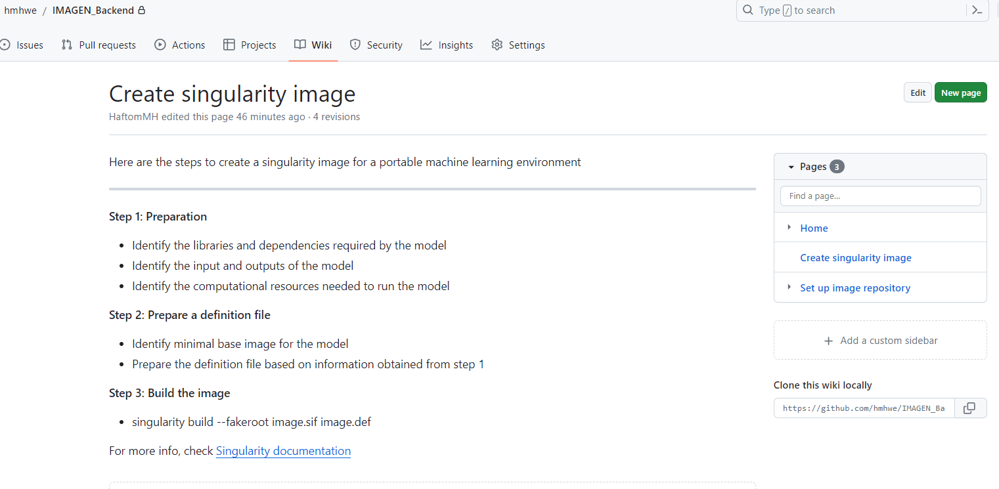 hmhwe / IMAGEN_Backend
Type / to search
Issues Pull requests Actions Projects Wiki Security Insights Settings
Create singularity image
Edit New page
HaftomMH edited this page 46 minutes ago · 4 revisions
Here are the steps to create a singularity image for a portable machine learning environment
Step 1: Preparation
• Identify the libraries and dependencies required by the model
• Identify the input and outputs of the model
• Identify the computational resources needed to run the model
Step 2: Prepare a definition file
• Identify minimal base image for the model
• Prepare the definition file based on information obtained from step 1
Step 3: Build the image
• singularity build --fakeroot image.sif image.def
For more info, check Singularity documentation
Pages 3
Find a page...
Home
Create singularity image
Set up image repository
+ Add a custom sidebar
Clone this wiki locally
https://github.com/hmhwe/IMAGEN_Ba